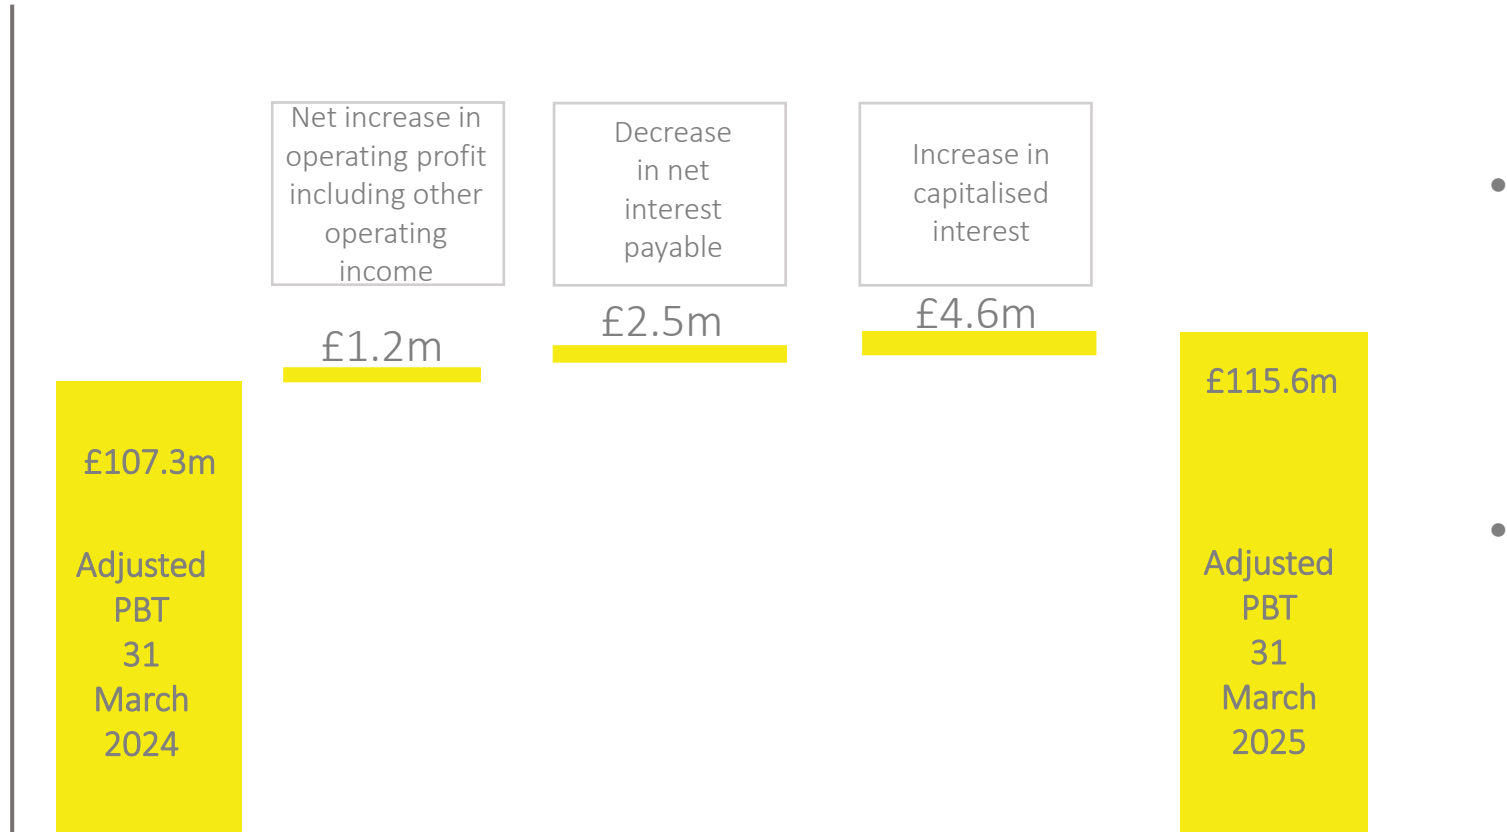 Net increase in
operating profit
including other
operating
income
£1.2m
Decrease
in net
interest
payable
£2.5m
Increase in
capitalised
interest
£4.6m
£107.3m
Adjusted
PBT
31
March
2024
£115.6m
Adjusted
PBT
31
March
2025
•
•